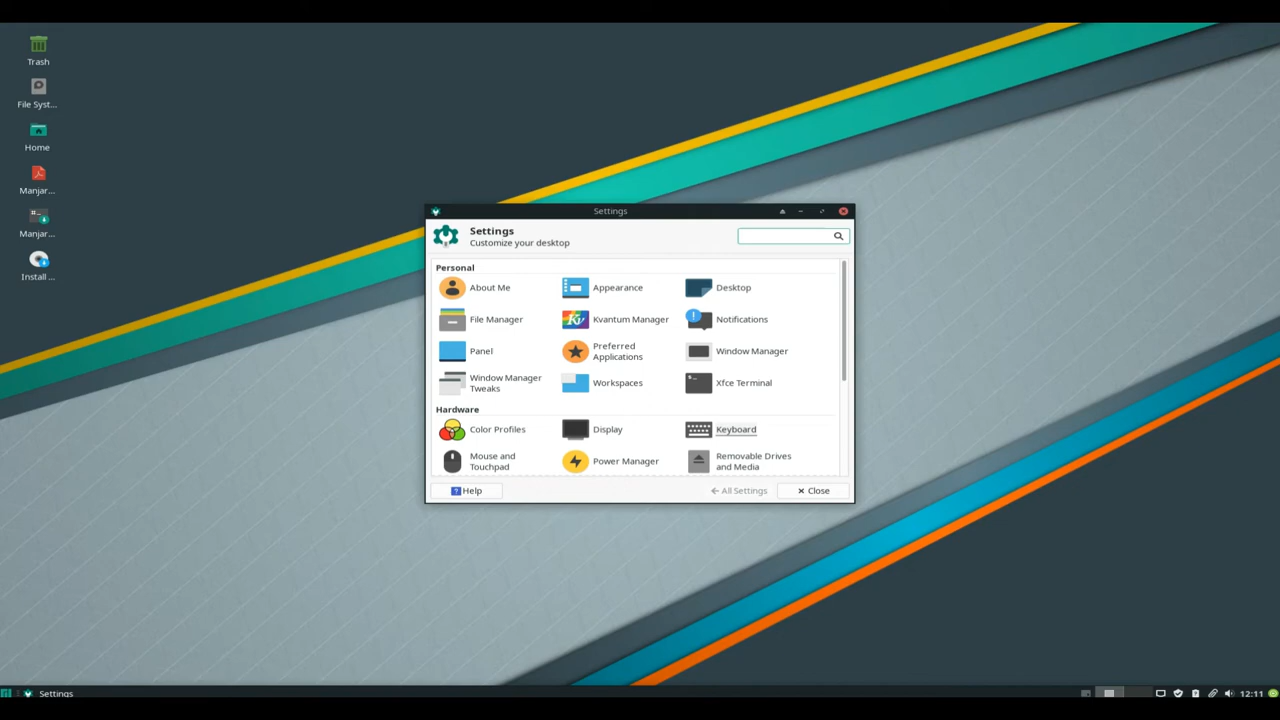 Trash
File Syst...
Home
Manjar...
Manjar...
Install ...
Settings
Settings
Customize your desktop
Personal
About Me
Appearance
Desktop
File Manager
Kvantum Manager
Notifications
Panel
Preferred
Applications
Window Manager
Window Manager
Tweaks
Workspaces
Xfce Terminal
Hardware
Color Profiles
Display
Keyboard
Mouse and
Touchpad
Power Manager
Removable Drives
and Media
? Help
All Settings
Close
Settings
12:11